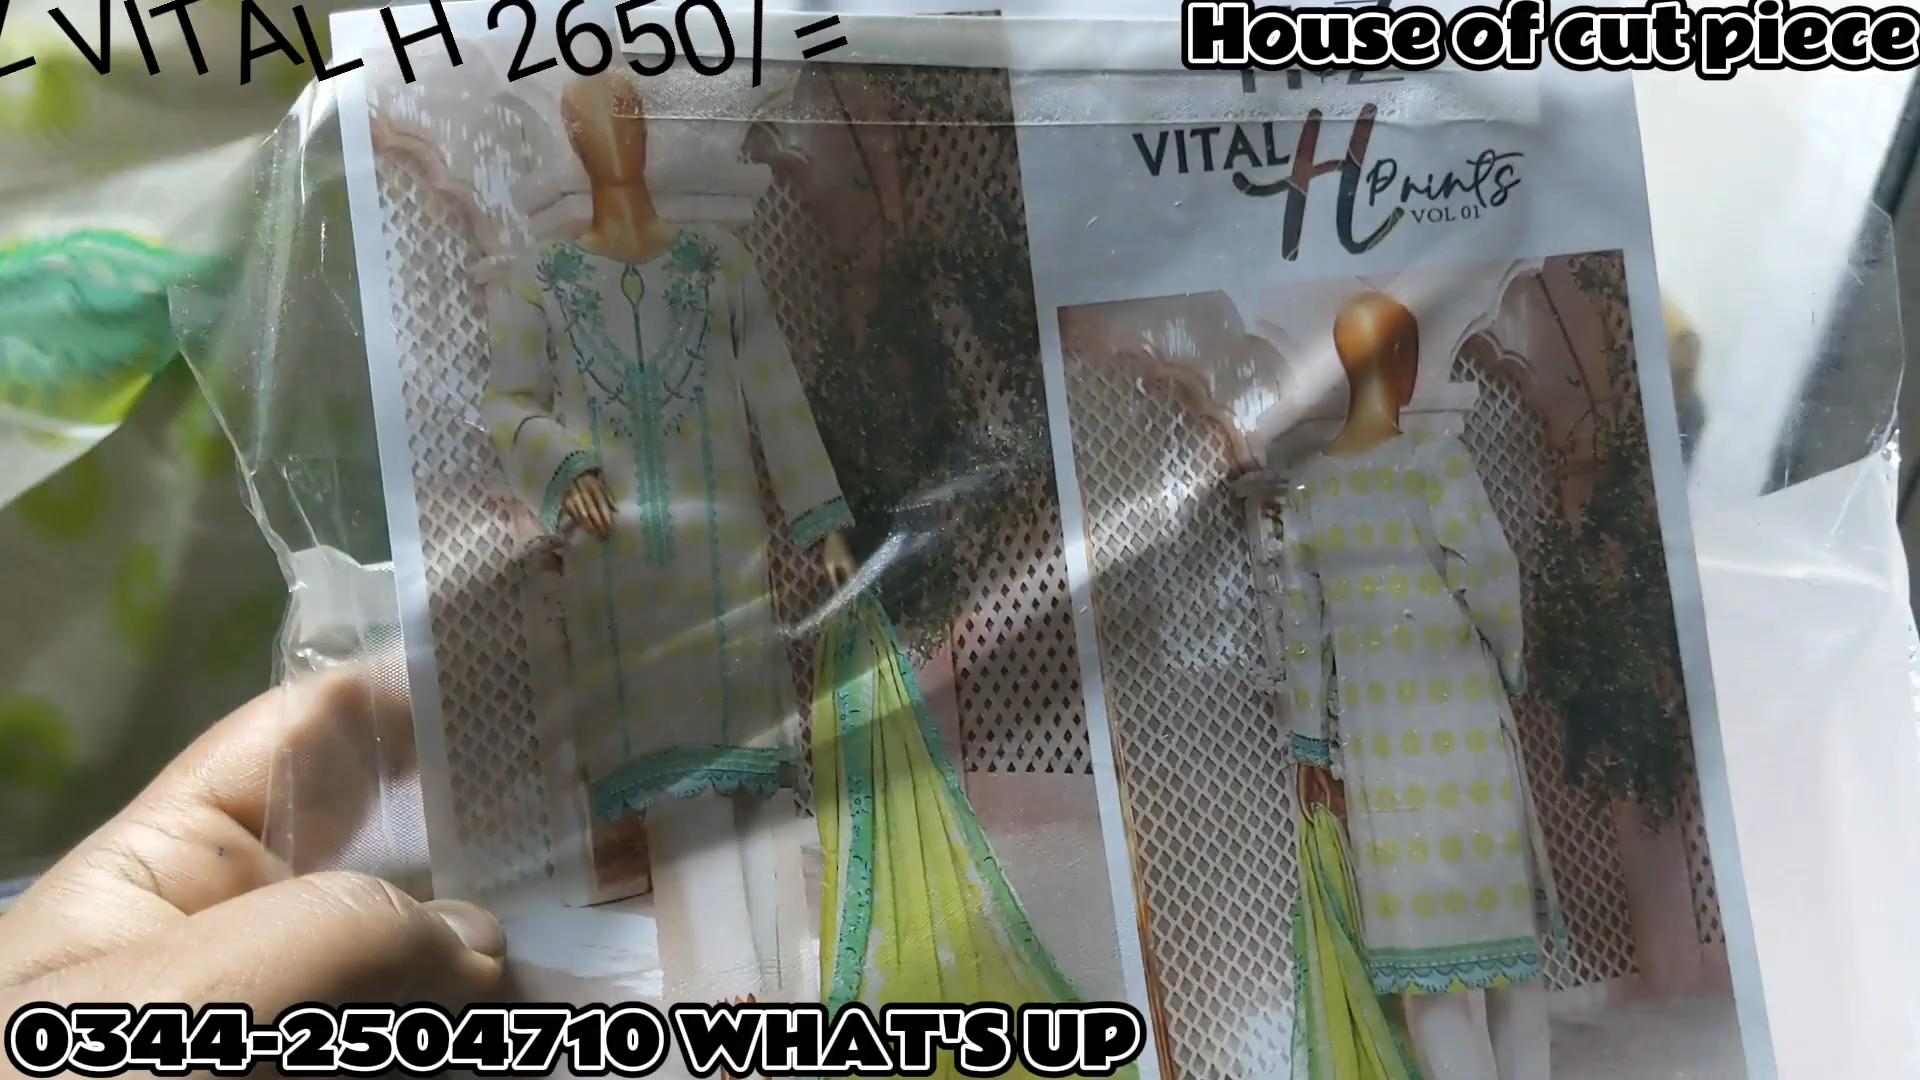 VITAL H 2650/=
House of cut piece
VITAL H Prints
VOL 01
0344-2504710 WHAT'S UP